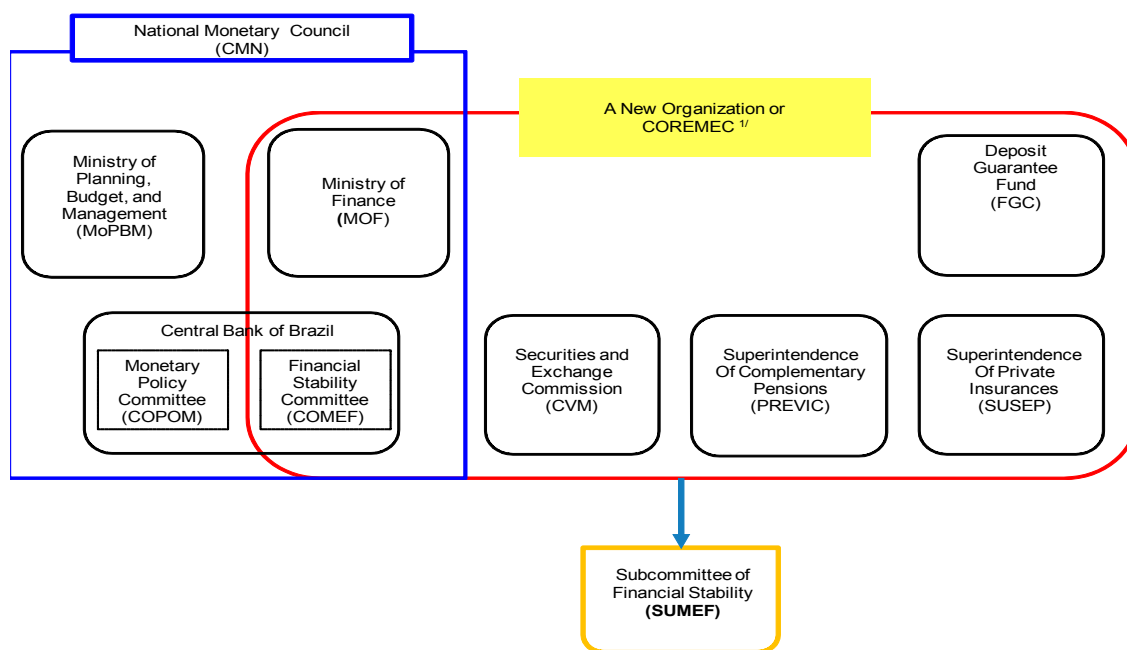 National Monetary Council
(CMN)
A New Organization or
COREMEC 1/
Ministry of
Planning,
Budget, and
Management
(MoPBM)
Ministry of
Finance
(MOF)
Deposit
Guarantee
Fund
(FGC)
Central Bank of Brazil
Monetary
Policy
Committee
(COPOM)
Financial
Stability
Committee
(COMEF)
Securities and
Exchange
Commission
(CVM)
Superintendence
Of Complementary
Pensions
(PREVIC)
Superintendence
Of Private
Insurances
(SUSEP)
Subcommittee of
Financial Stability
(SUMEF)